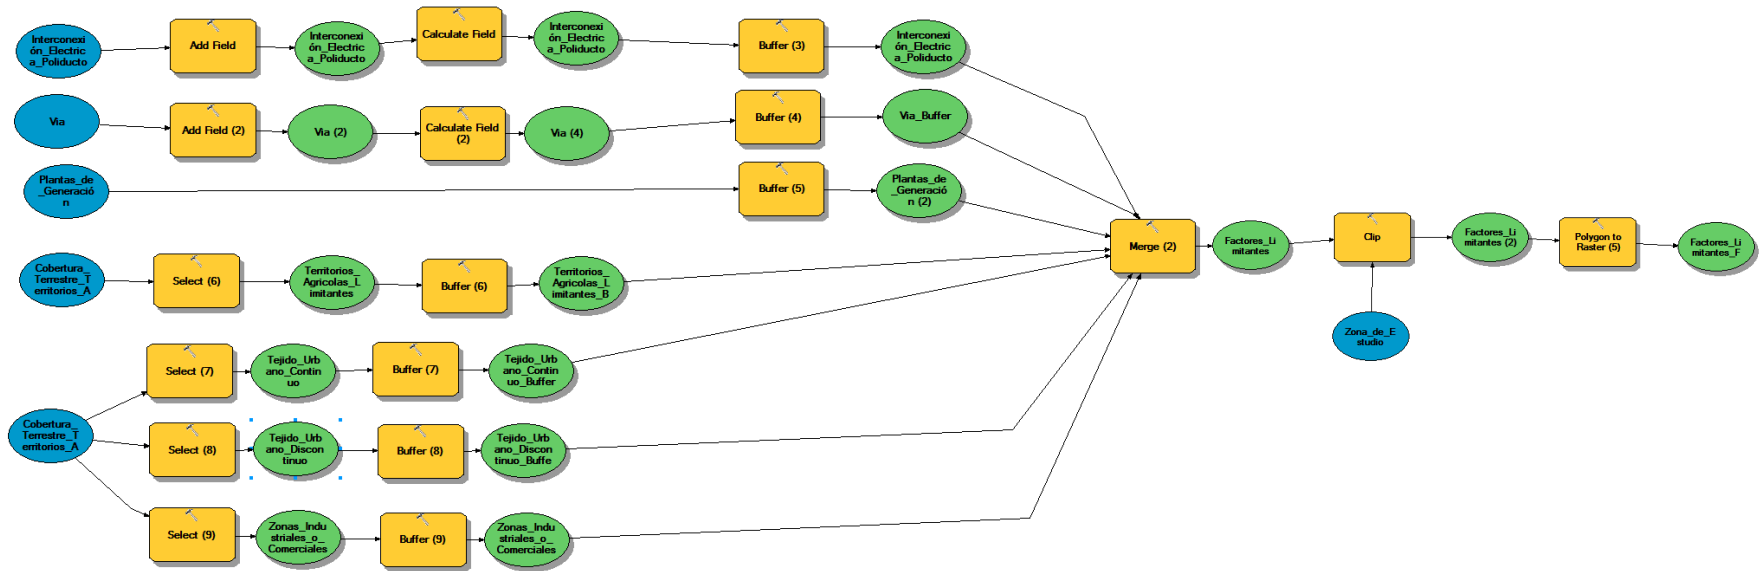 Interconexi
ón_Electric
a_Poliducto
Add Field
Interconexi
ón_Electric
a_Poliducto
Calculate Field
Interconexi
ón_Electric
a_Poliducto
Buffer (3)
Interconexi
ón_Electric
a_Poliducto
Via
Add Field (2)
Via (2)
Calculate Field
(2)
Via (4)
Buffer (4)
Via_Buffer
Plantas_de
_Generació
n
Buffer (5)
Plantas_de
_Generació
n (2)
Merge (2)
Factores_Li
mitantes
Clip
Factores_Li
mitantes (2)
Polygon to
Raster (5)
Factores_Li
mitantes_F
Zona_de_E
studio
Cobertura_
Terrestre_T
erritorios_A
Select (6)
Territorios_
Agricolas_L
imitantes
Buffer (6)
Territorios_
Agricolas_L
imitantes_B
Select (7)
Tejido_Urb
ano_Contin
uo
Buffer (7)
Tejido_Urb
ano_Contin
uo_Buffer
Cobertura_
Terrestre_T
erritorios_A
Select (8)
Tejido_Urb
ano_Discon
tinuo
Buffer (8)
Tejido_Urb
ano_Discon
tinuo_Buffe
Select (9)
Zonas_Indu
striales_o_
Comerciales
Buffer (9)
Zonas_Indu
striales_o_
Comerciales